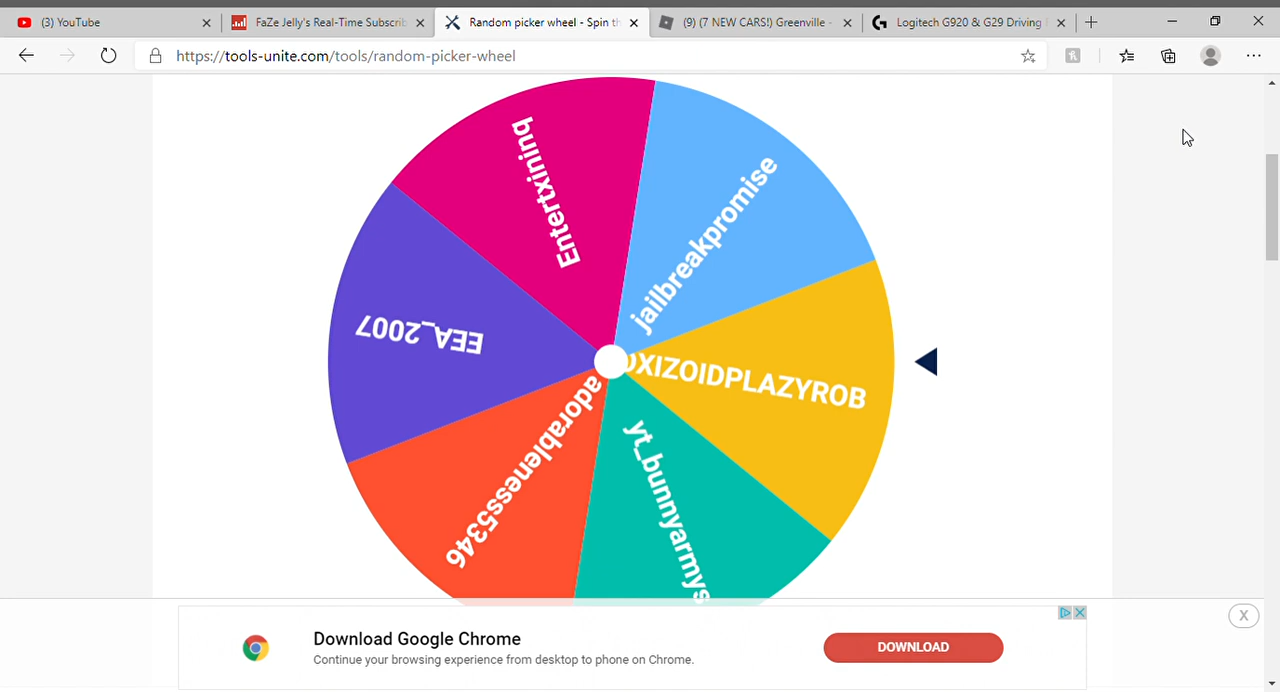 (3) YouTube
FaZe Jelly's Real-Time Subscrib
Random picker wheel - Spin th
(9) (7 NEW CARS!) Greenville -
Logitech G920 & G29 Driving
https://tools-unite.com/tools/random-picker-wheel
Entertxining
jailbreakpromise
EEA_2007
OXIZOIDPLAZYROB
adorableness5346
yt_bunnyarmys
Download Google Chrome
Continue your browsing experience from desktop to phone on Chrome.
DOWNLOAD
X